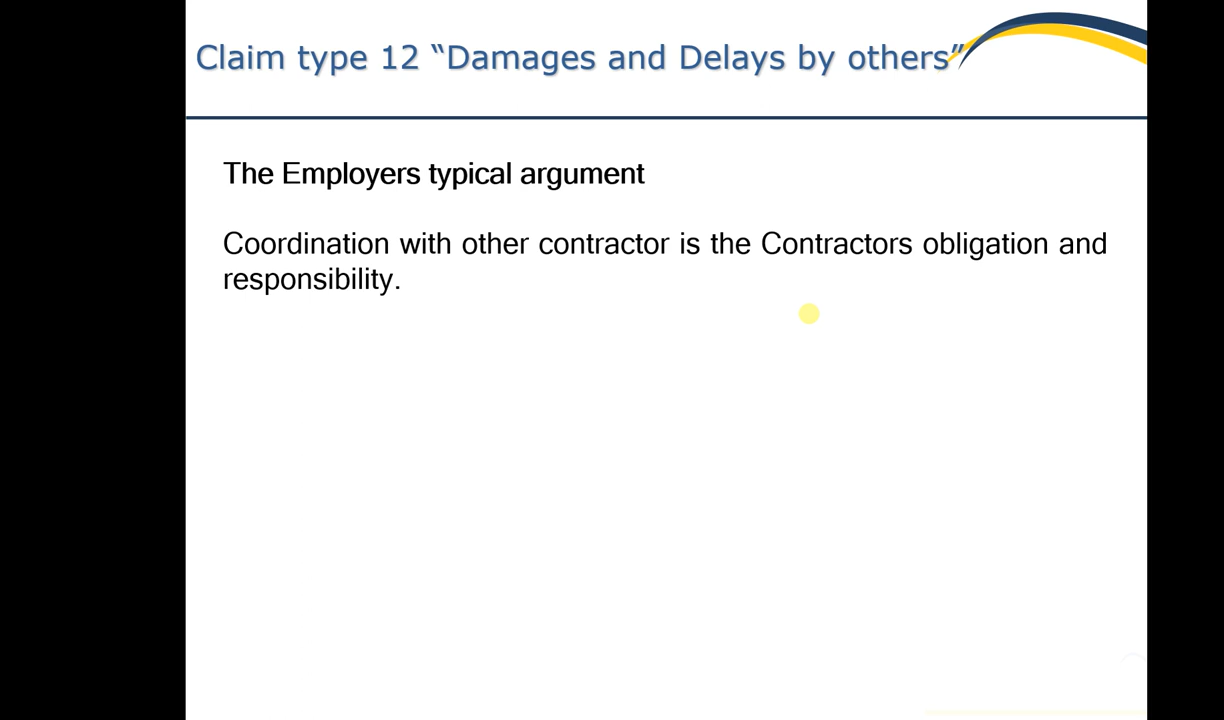 Claim type 12 “Damages and Delays by others”
The Employers typical argument
Coordination with other contractor is the Contractors obligation and
responsibility.